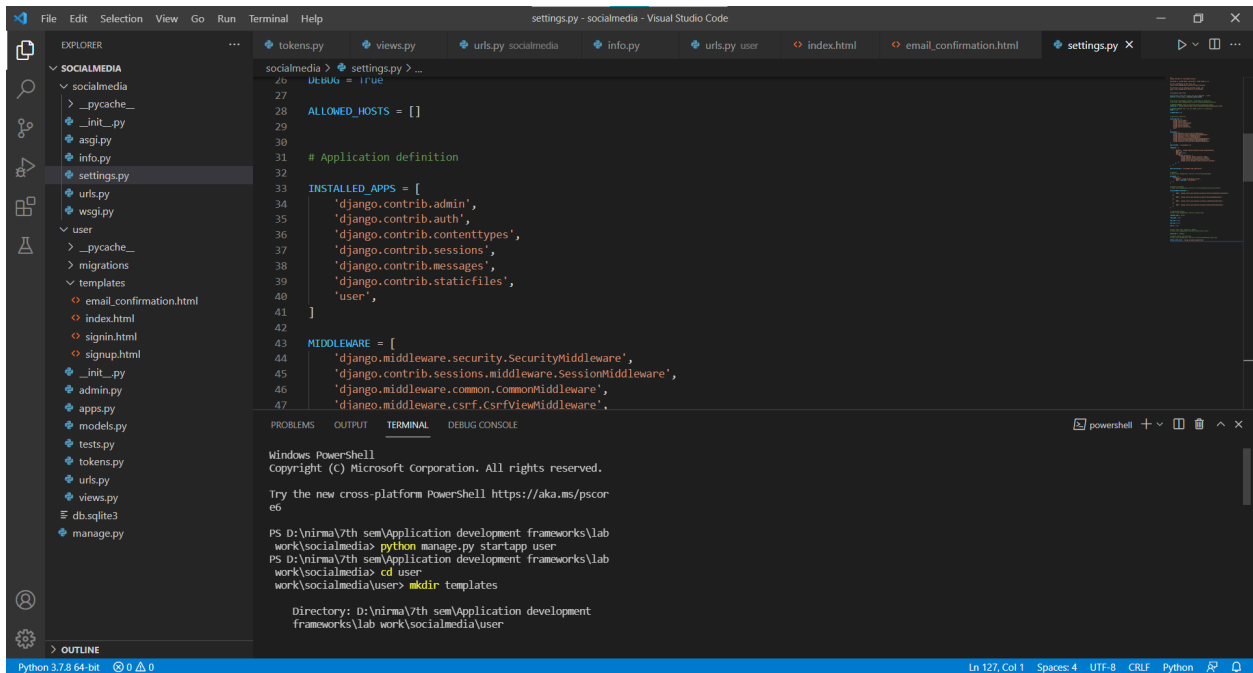 File Edit Selection View Go Run Terminal Help settings.py - socialmedia - Visual Studio Code
EXPLORER
SOCIALMEDIA
socialmedia
__pycache__
__init__.py
asgi.py
info.py
settings.py
urls.py
wsgi.py
user
__pycache__
migrations
templates
email_confirmation.html
index.html
signin.html
signup.html
__init__.py
admin.py
apps.py
models.py
tests.py
tokens.py
urls.py
views.py
db.sqlite3
manage.py
OUTLINE
tokens.py views.py urls.py socialmedia info.py urls.py user index.html email_confirmation.html settings.py
socialmedia > settings.py > ...
26 DEBUG = True
27
28 ALLOWED_HOSTS = []
29
30
31 # Application definition
32
33 INSTALLED_APPS = [
34 'django.contrib.admin',
35 'django.contrib.auth',
36 'django.contrib.contenttypes',
37 'django.contrib.sessions',
38 'django.contrib.messages',
39 'django.contrib.staticfiles',
40 'user',
41 ]
42
43 MIDDLEWARE = [
44 'django.middleware.security.SecurityMiddleware',
45 'django.contrib.sessions.middleware.SessionMiddleware',
46 'django.middleware.common.CommonMiddleware',
47 'django.middleware.csrf.CsrfViewMiddleware',
PROBLEMS OUTPUT TERMINAL DEBUG CONSOLE powershell
Windows PowerShell
Copyright (C) Microsoft Corporation. All rights reserved.
Try the new cross-platform PowerShell https://aka.ms/pscor
e6
PS D:\nirma\7th sem\Application development frameworks\lab
work\socialmedia> python manage.py startapp user
PS D:\nirma\7th sem\Application development frameworks\lab
work\socialmedia> cd user
work\socialmedia\user> mkdir templates
Directory: D:\nirma\7th sem\Application development
frameworks\lab work\socialmedia\user
Python 3.7.8 64-bit 0 0 Ln 127, Col 1 Spaces: 4 UTF-8 CRLF Python